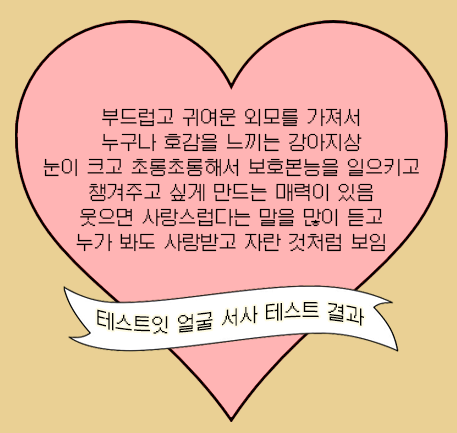 부드럽고 귀여운 외모를 가져서
누구나 호감을 느끼는 강아지상
눈이 크고 초롱초롱해서 보호본능을 일으키고
챙겨주고 싶게 만드는 매력이 있음
웃으면 사랑스럽다는 말을 많이 듣고
누가 봐도 사랑받고 자란 것처럼 보임
테스트잇 얼굴 서사 테스트 결과